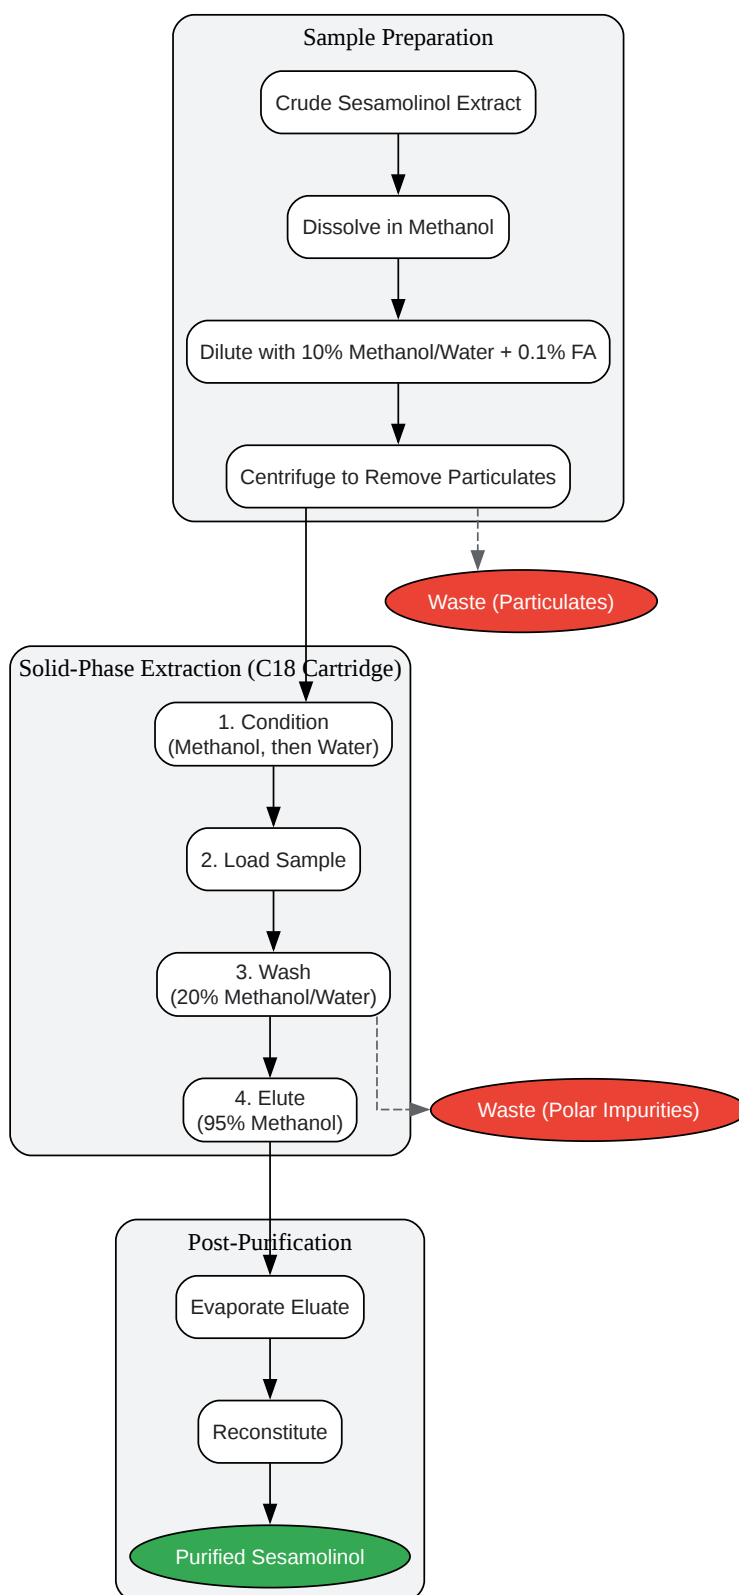 Sample Preparation
Crude Sesamolinol Extract
Dissolve in Methanol
Dilute with 10% Methanol/Water + 0.1% FA
Centrifuge to Remove Particulates
Waste (Particulates)
Solid-Phase Extraction (C18 Cartridge)
1. Condition
(Methanol, then Water)
2. Load Sample
3. Wash
(20% Methanol/Water)
4. Elute
(95% Methanol)
Waste (Polar Impurities)
Post-Purification
Evaporate Eluate
Reconstitute
Purified Sesamolinol